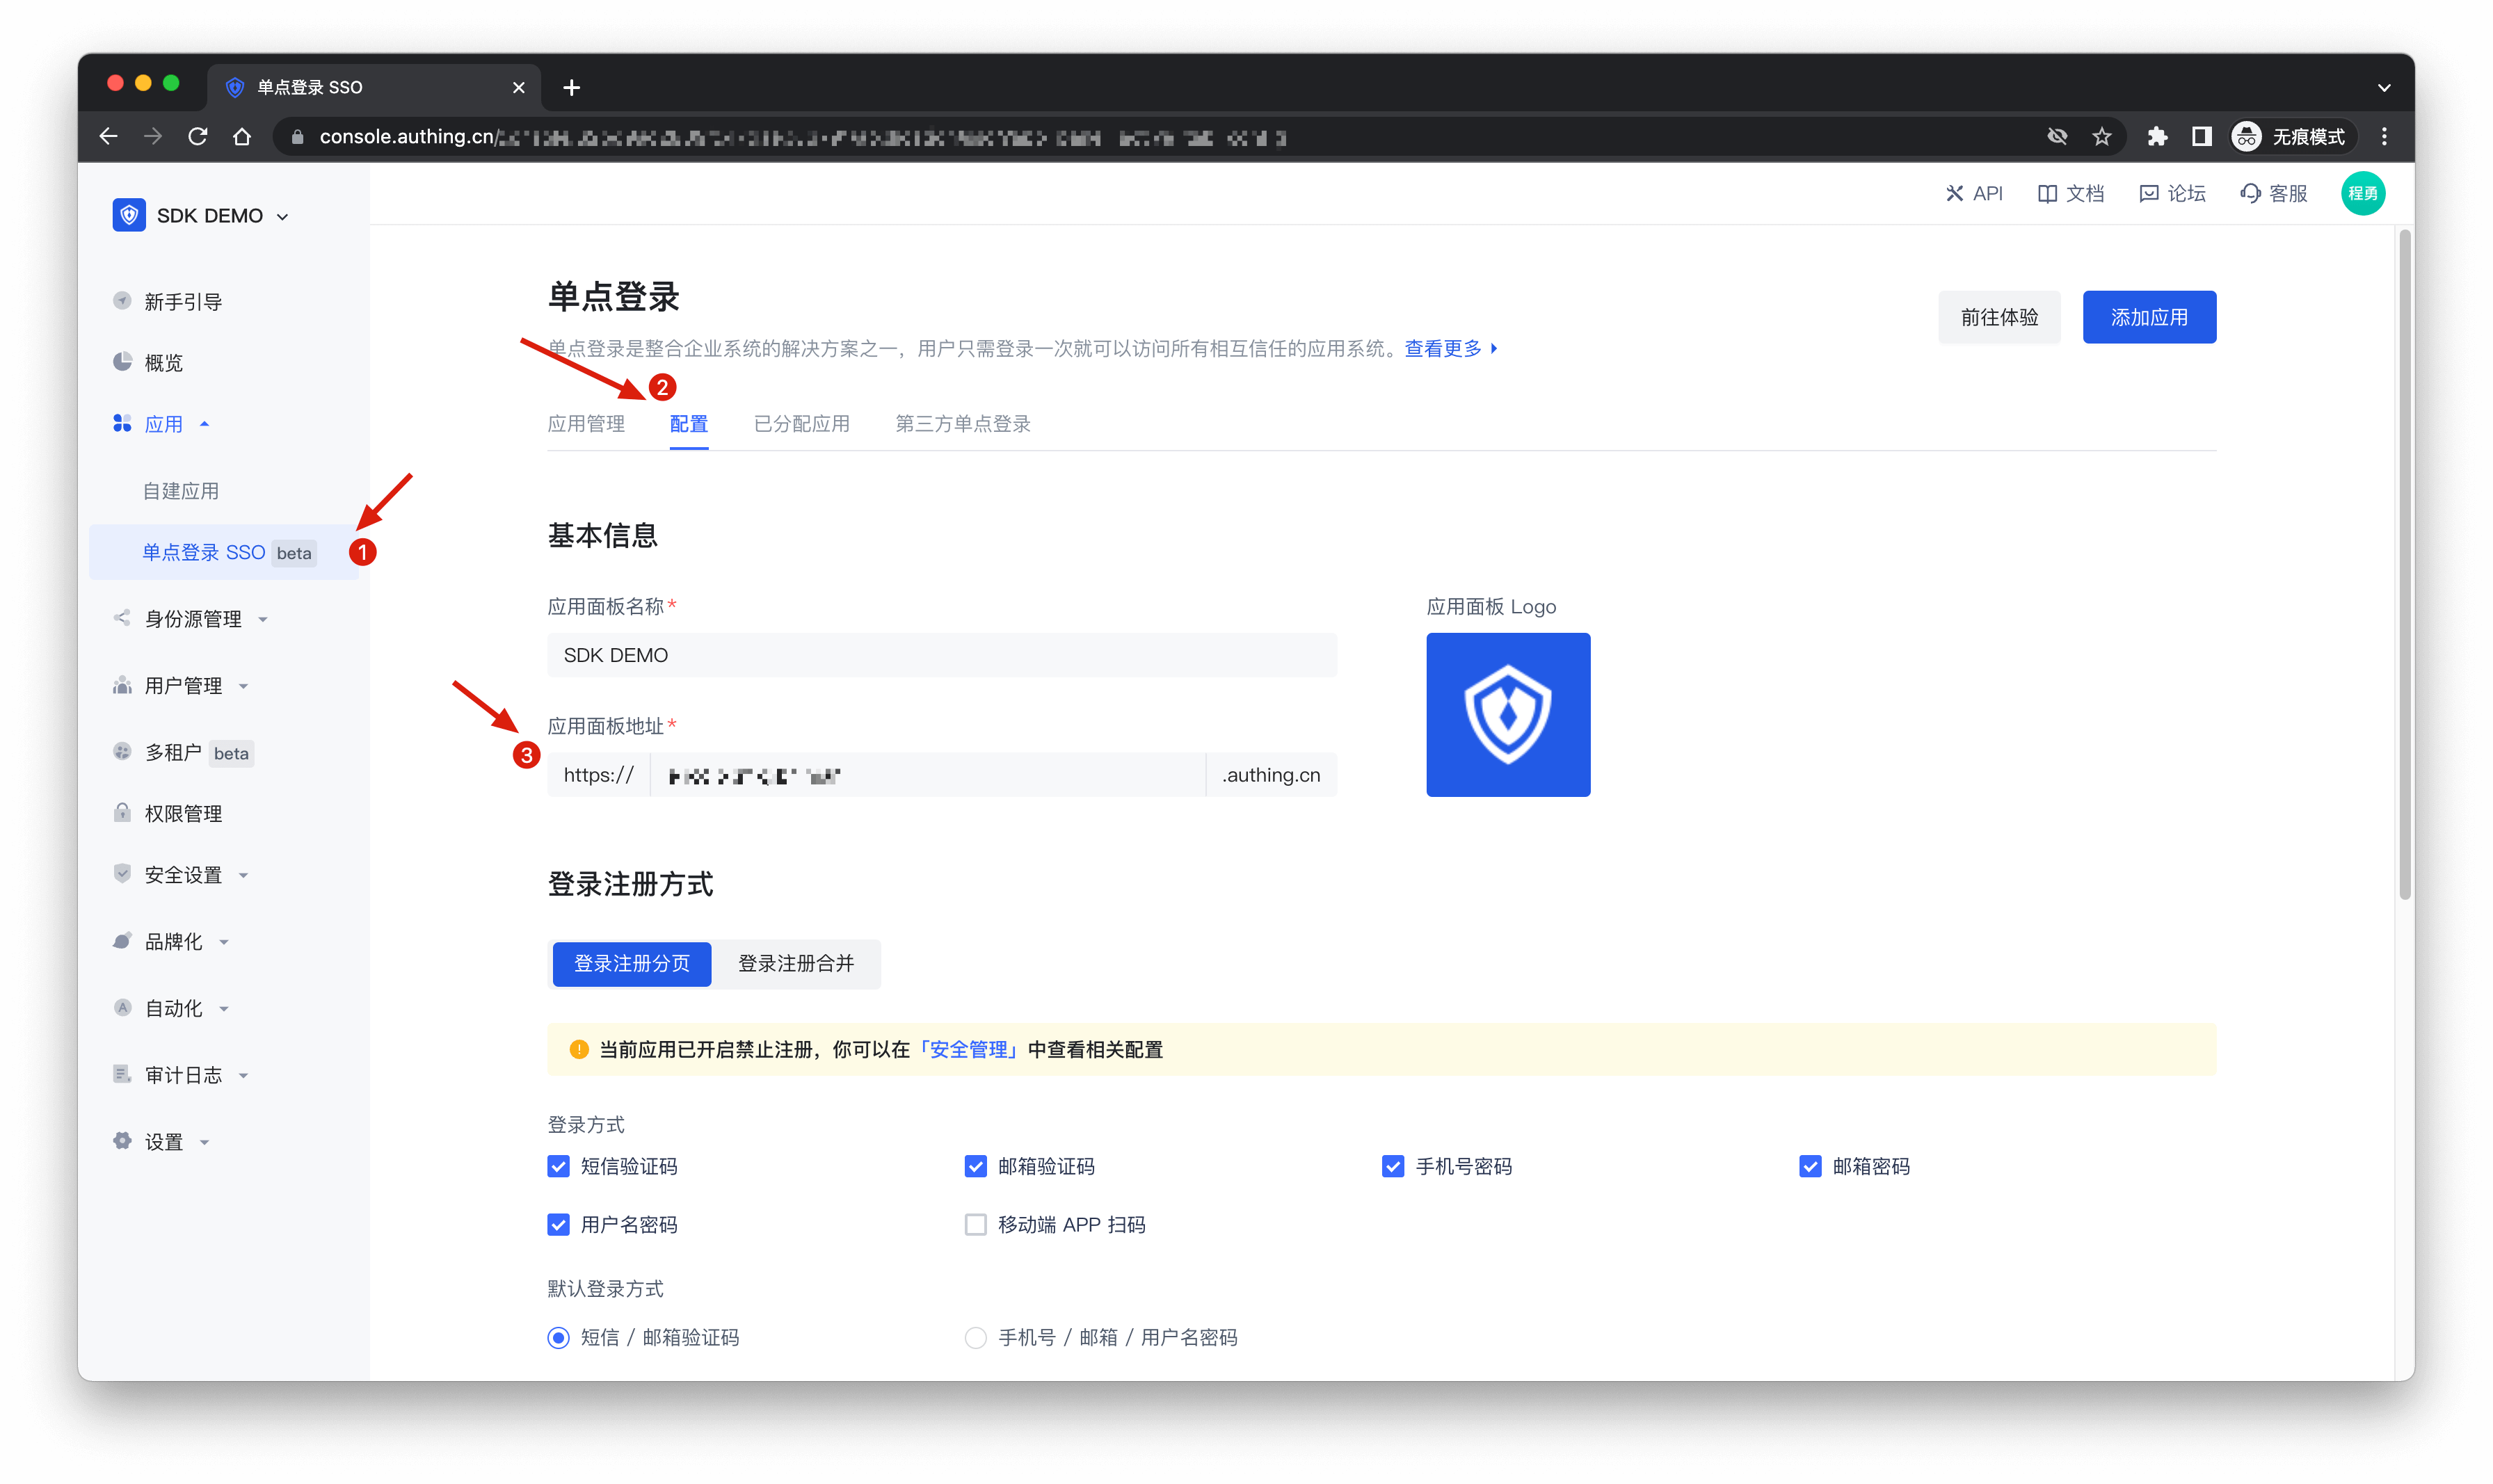 单点登录 SSO
console.authing.cn/
无痕模式
SDK DEMO
API 文档 论坛 客服 程勇
新手引导
概览
应用
自建应用
单点登录 SSO beta
身份源管理
用户管理
多租户 beta
权限管理
安全设置
品牌化
自动化
审计日志
设置
单点登录
单点登录是整合企业系统的解决方案之一，用户只需登录一次就可以访问所有相互信任的应用系统。查看更多
前往体验 添加应用
1
2
应用管理 配置 已分配应用 第三方单点登录
基本信息
应用面板名称*
SDK DEMO
应用面板 Logo
应用面板地址*
3
https:// .authing.cn
登录注册方式
登录注册分页 登录注册合并
当前应用已开启禁止注册，你可以在「安全管理」中查看相关配置
登录方式
短信验证码 邮箱验证码 手机号密码 邮箱密码
用户名密码 移动端 APP 扫码
默认登录方式
短信 / 邮箱验证码 手机号 / 邮箱 / 用户名密码